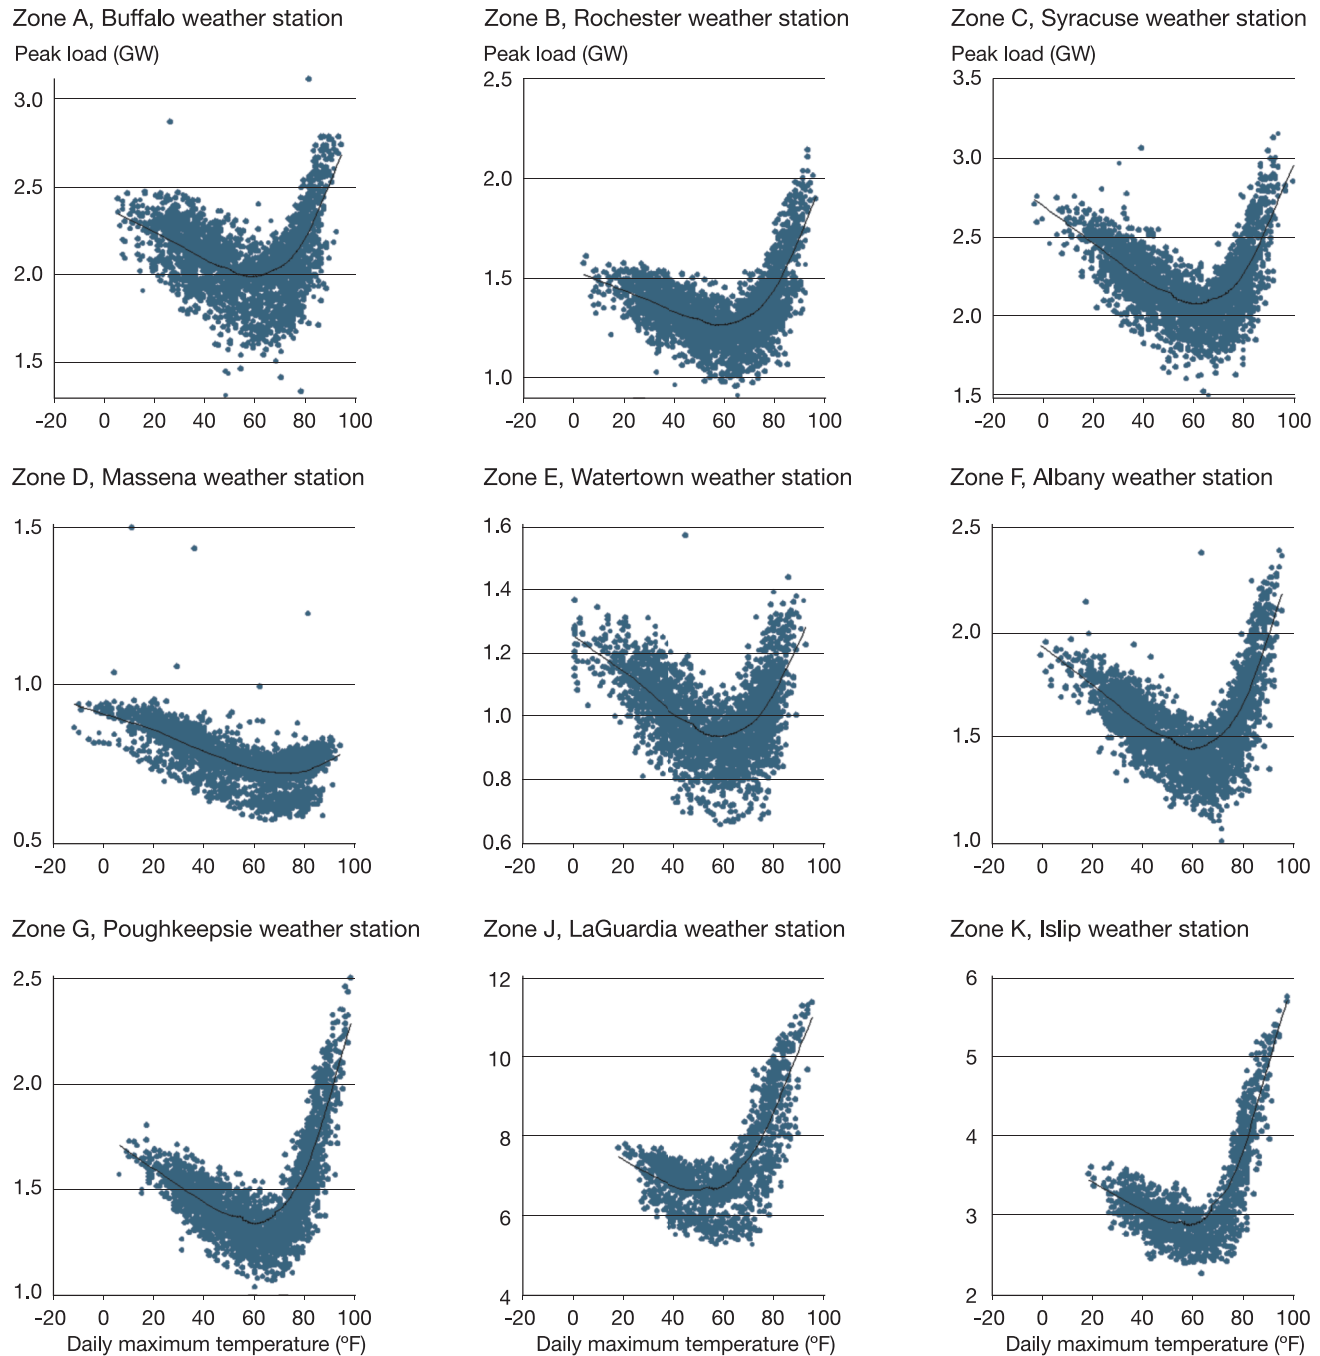 Zone A, Buffalo weather station
Peak load (GW)
3.0
2.5
2.0
1.5
-20 0 20 40 60 80 100
Zone B, Rochester weather station
Peak load (GW)
2.5
2.0
1.5
1.0
-20 0 20 40 60 80 100
Zone C, Syracuse weather station
Peak load (GW)
3.5
3.0
2.5
2.0
1.5
-20 0 20 40 60 80 100
Zone D, Massena weather station
1.5
1.0
0.5
-20 0 20 40 60 80 100
Zone E, Watertown weather station
1.6
1.4
1.2
1.0
0.8
0.6
-20 0 20 40 60 80 100
Zone F, Albany weather station
2.5
2.0
1.5
1.0
-20 0 20 40 60 80 100
Zone G, Poughkeepsie weather station
2.5
2.0
1.5
1.0
-20 0 20 40 60 80 100
Daily maximum temperature (ºF)
Zone J, LaGuardia weather station
12
10
8
6
4
-20 0 20 40 60 80 100
Daily maximum temperature (ºF)
Zone K, Islip weather station
6
5
4
3
2
-20 0 20 40 60 80 100
Daily maximum temperature (ºF)